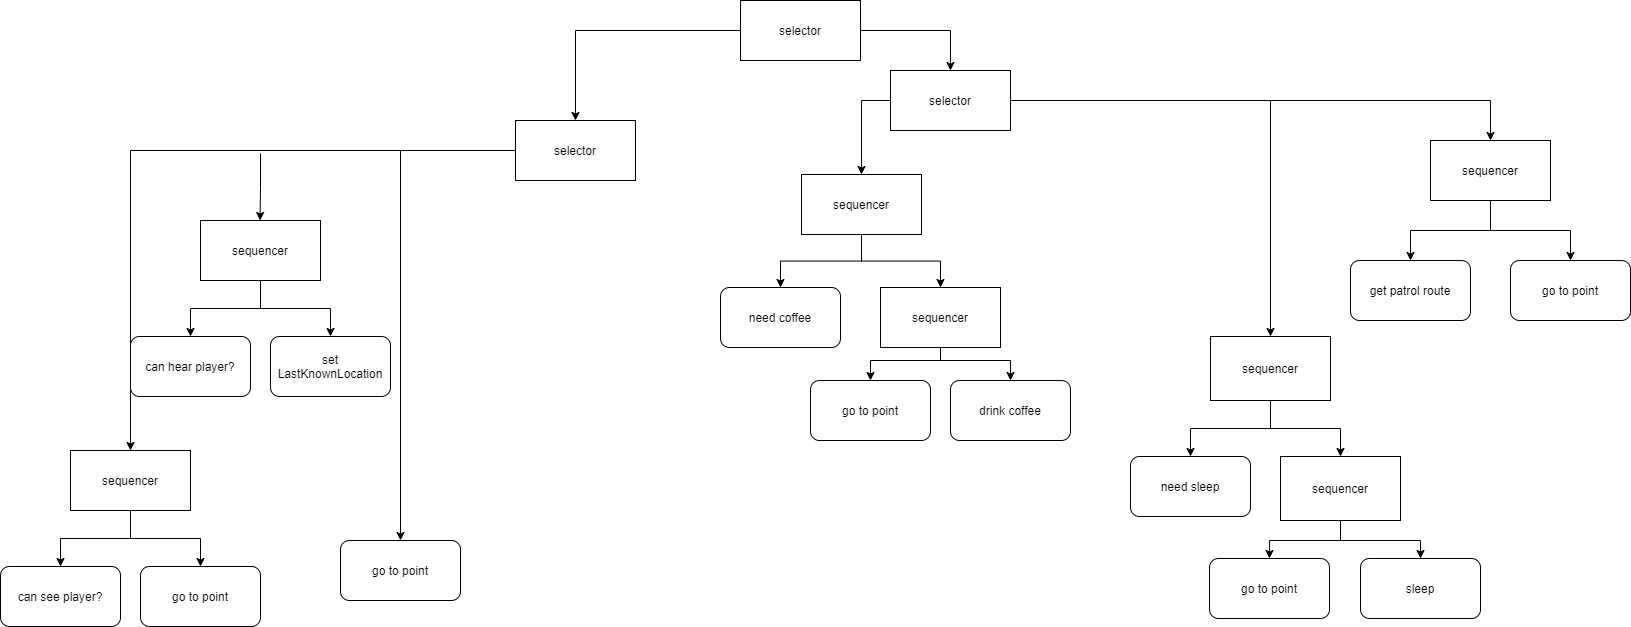 selector
selector
selector
sequencer
sequencer
sequencer
get patrol route
go to point
need coffee
sequencer
can hear player?
set
LastKnownLocation
sequencer
go to point
drink coffee
sequencer
need sleep
sequencer
can see player?
go to point
go to point
go to point
sleep